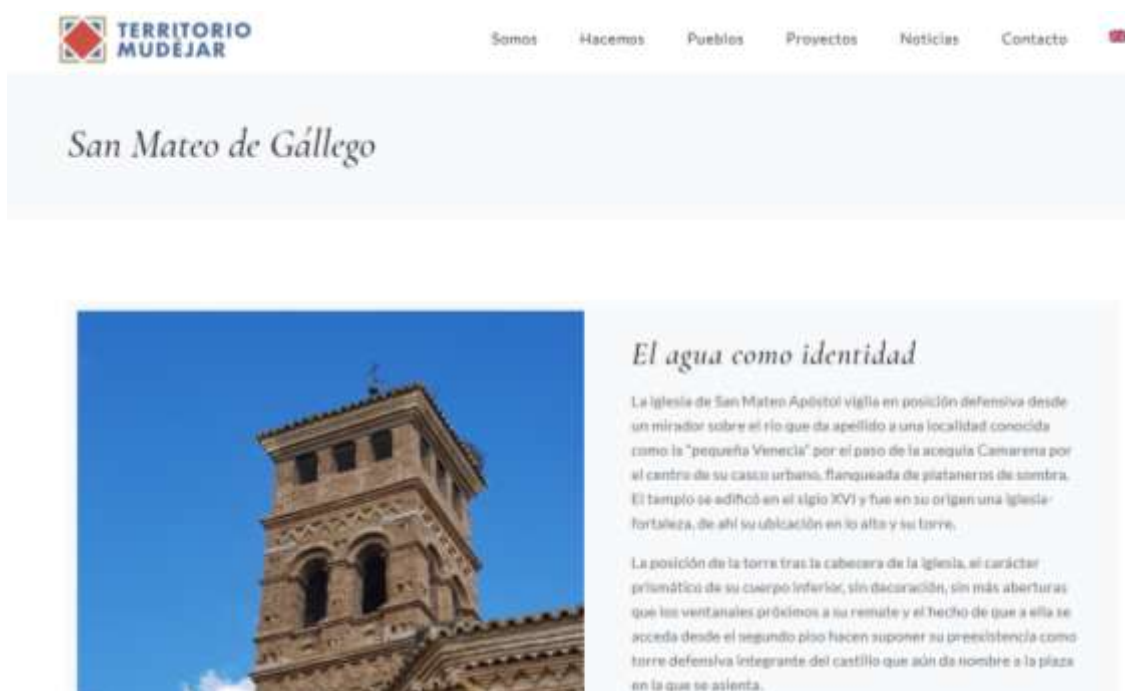 TERRITORIO
MUDÉJAR
Somos Hacemos Pueblos Proyectos Noticias Contacto
San Mateo de Gállego
El agua como identidad
La iglesia de San Mateo Apóstol vigila en posición defensiva desde
un mirador sobre el río que da apellido a una localidad conocida
como la "pequeña Venecia" por el paso de la acequia Camarena por
el centro de su casco urbano, flanqueada de plataneros de sombra.
El templo se edificó en el siglo XVI y fue en su origen una iglesia-
fortaleza, de ahí su ubicación en lo alto y su torre.
La posición de la torre tras la cabecera de la iglesia, el carácter
prismático de su cuerpo inferior, sin decoración, sin más aberturas
que los ventanales próximos a su remate y el hecho de que a ella se
acceda desde el segundo piso hacen suponer su preexistencia como
torre defensiva integrante del castillo que aún da nombre a la plaza
en la que se asienta.